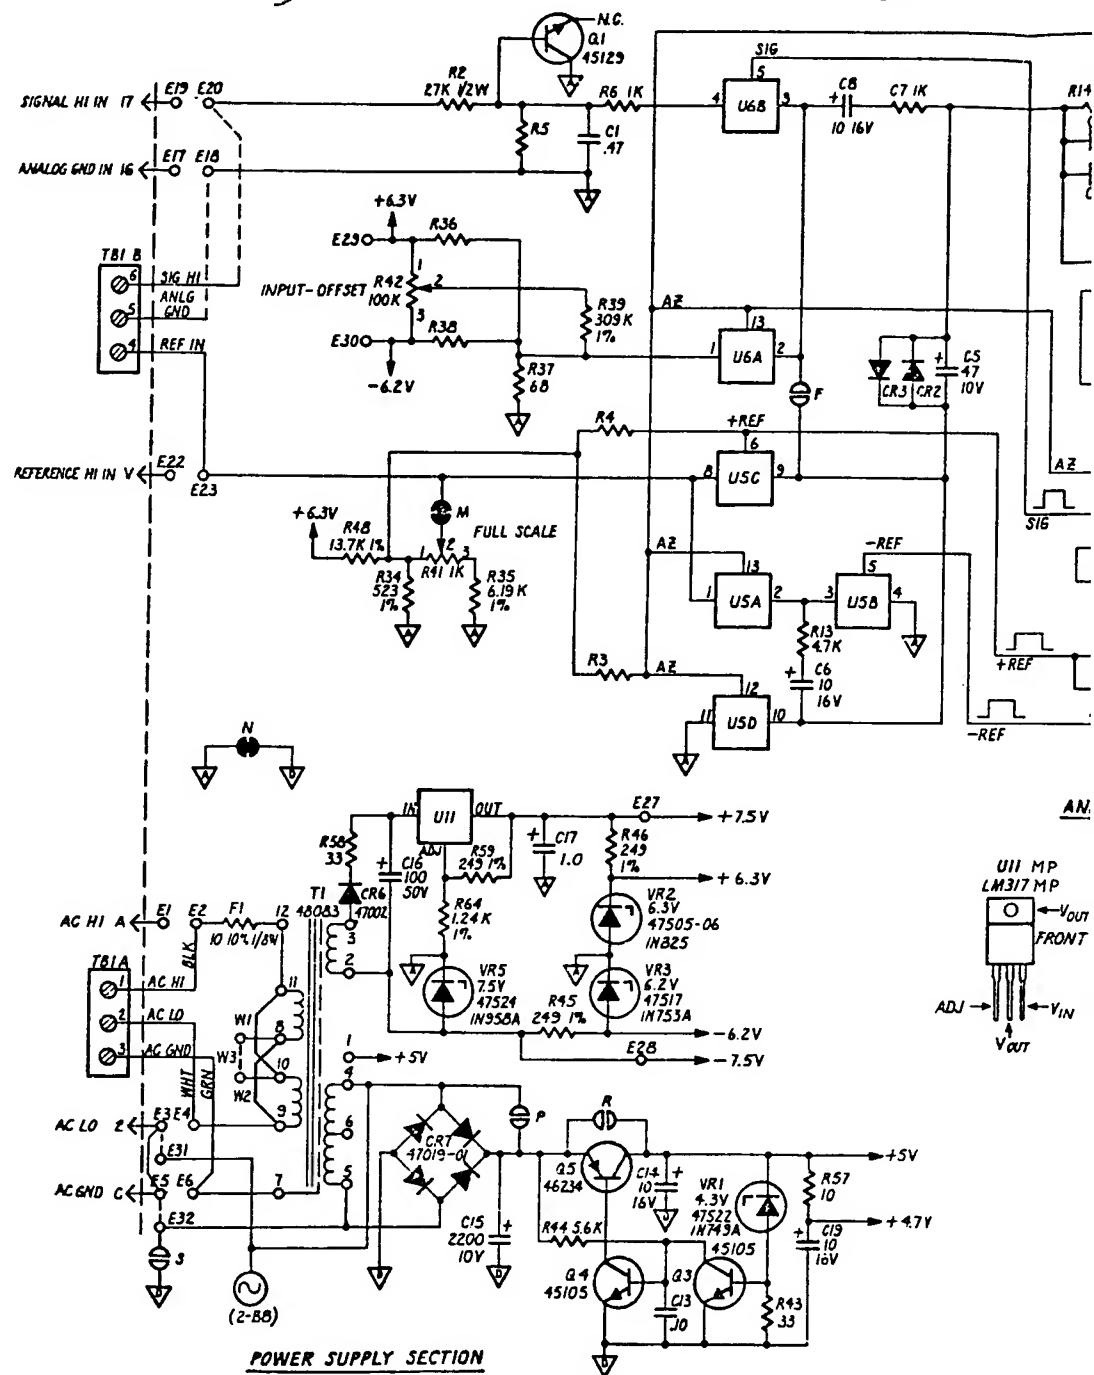 N.C.
Q1
45129
SIGNAL HI IN 17
E19 E20
R2
27K 1/2W
R6 1K
SIG
5
4 U6B 3
C8
+
10 16V
C7 1K
R14
R5
C1
.47
A
ANALOG GND IN 16
E17 E18
A
+6.3V
E29
R36
TB1 B
6 SIG HI
5 ANLG
GND
4 REF IN
INPUT-OFFSET
R42
100K
1
2
3
E30
R38
-6.2V
R39
309K
1%
R37
68
A
AZ
13
1 U6A 2
F
CR3
CR2
+
C5
47
10V
R4
+REF
6
8 U5C 9
REFERENCE HI IN V
E22
E23
AZ
SIG
+6.3V
R48
13.7K 1%
M
FULL SCALE
1 2 3
R41 1K
R34
523
1%
R35
6.19K
1%
A
A
AZ
13
1 U5A 2
-REF
5
3 U5B 4
A
R13
4.7K
+
C6
10
16V
R3
AZ
12
11 U5D 10
A
+REF
-REF
N
A
D
IN U11 OUT
ADJ
E27
+7.5V
R58
33
CR6
47002
+
C16
100
50V
R59
249 1%
+
C17
1.0
A
R46
249
1%
+6.3V
R64
1.24K
1%
VR2
6.3V
47505-06
1N825
A
A
VR5
7.5V
47524
1N958A
VR3
6.2V
47517
1N753A
R45
249 1%
-6.2V
E28
-7.5V
AN
U11 MP
LM317MP
VOUT
FRONT
ADJ
VIN
VOUT
AC HI A
E1
E2
F1
10 10% 1/8W
12
T1
48083
3
2
TB1A
1 AC HI
2 AC LO
3 AC GND
BLK
WHT
GRN
11
W1
8
W3
10
W2
9
1
+5V
4
6
5
7
AC LO 2
E3 E4
E31
AC GND C
E5 E6
E32
S
D
(2-BB)
CR7
47019-01
D
P
R
Q5
46234
C15
2200
10V
+
D
C14
10
16V
+
D
R44 5.6K
Q4
45105
C13
.10
Q3
45105
VR1
4.3V
47522
1N749A
R43
33
+5V
R57
10
+4.7V
+
C19
10
16V
D
POWER SUPPLY SECTION